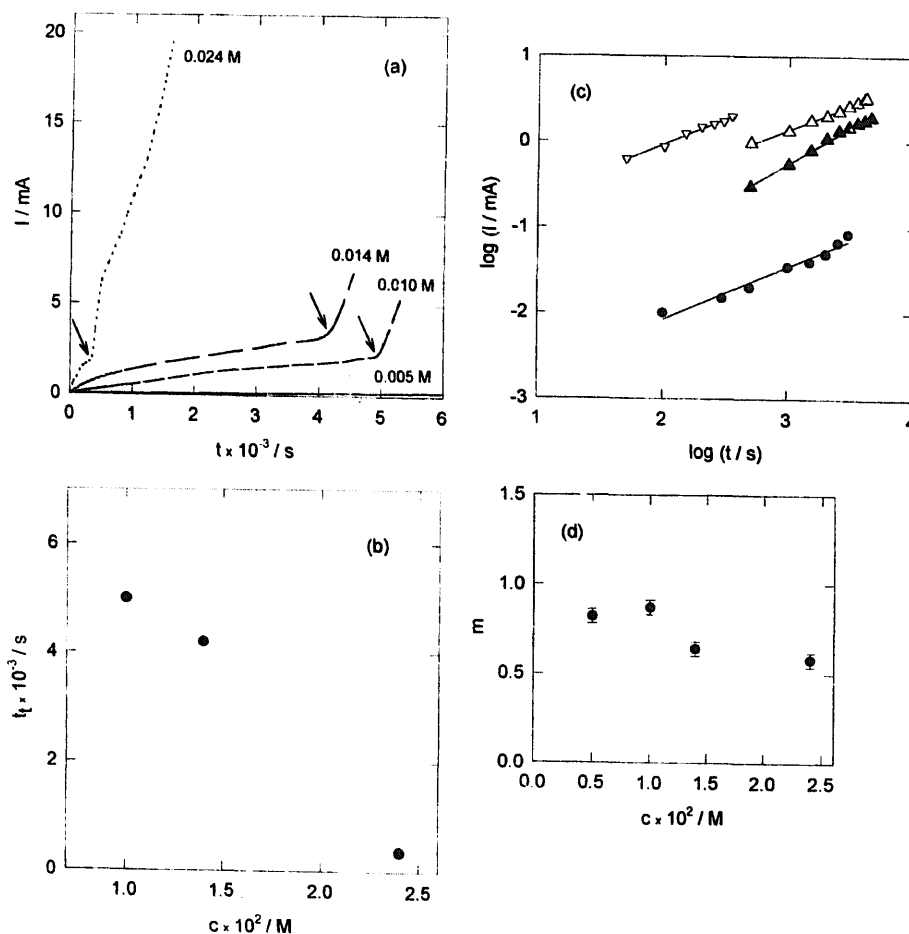 (a)
20
15
10
5
0
I / mA
0.024 M
0.014 M
0.010 M
0.005 M
0 1 2 3 4 5 6
t x 10⁻³ / s
(c)
1
0
-1
-2
-3
log (I / mA)
1 2 3 4
log (t / s)
(b)
6
4
2
0
tₜ x 10⁻³ / s
1.0 1.5 2.0 2.5
c x 10² / M
(d)
1.5
1.0
0.5
0.0
m
0.0 0.5 1.0 1.5 2.0 2.5
c x 10² / M